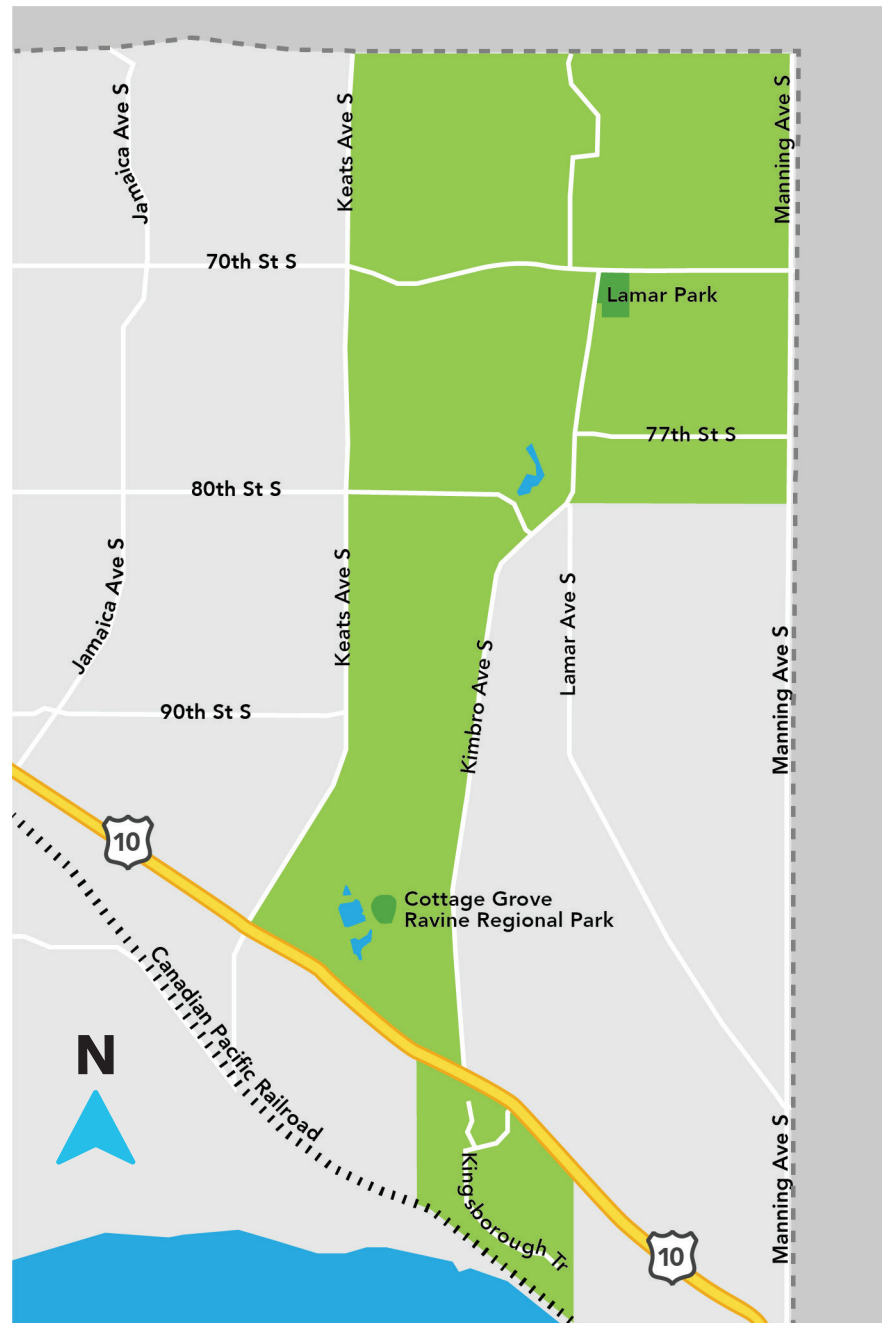 Jamaica Ave S
Keats Ave S
Manning Ave S
70th St S
Lamar Park
77th St S
80th St S
Jamaica Ave S
Keats Ave S
Lamar Ave S
Kimbro Ave S
Manning Ave S
90th St S
10
Cottage Grove
Ravine Regional Park
Canadian Pacific Railroad
N
Kingsborough Tr
Manning Ave S
10